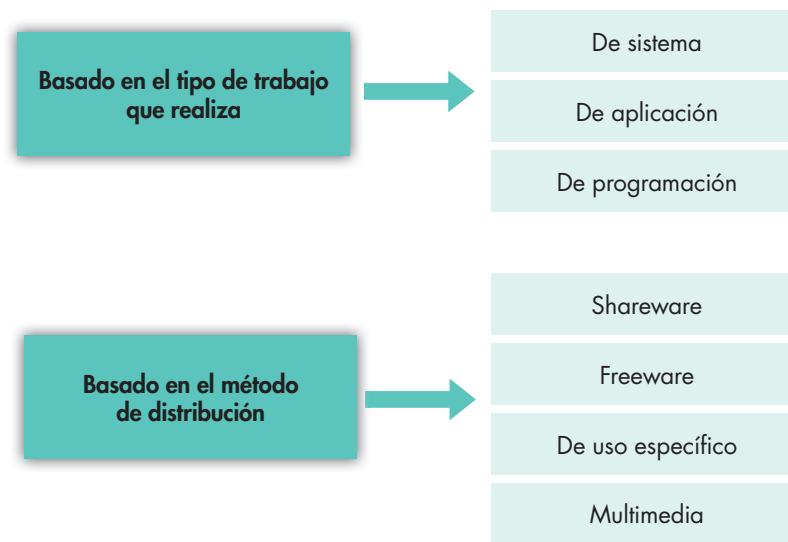 Basado en el tipo de trabajo
que realiza
De sistema
De aplicación
De programación
Basado en el método
de distribución
Shareware
Freeware
De uso específico
Multimedia